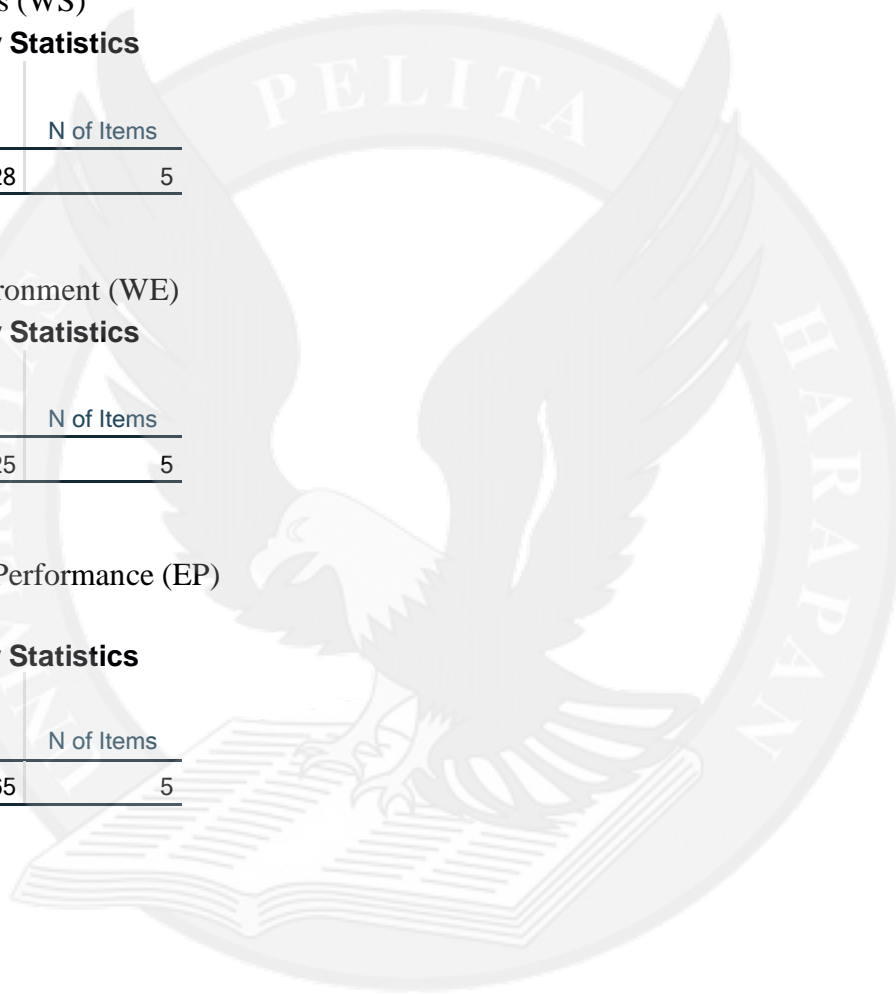 s (WS)
y Statistics
N of Items
28 5
ronment (WE)
y Statistics
N of Items
25 5
Performance (EP)
y Statistics
N of Items
65 5
PELITA
HARAPAN